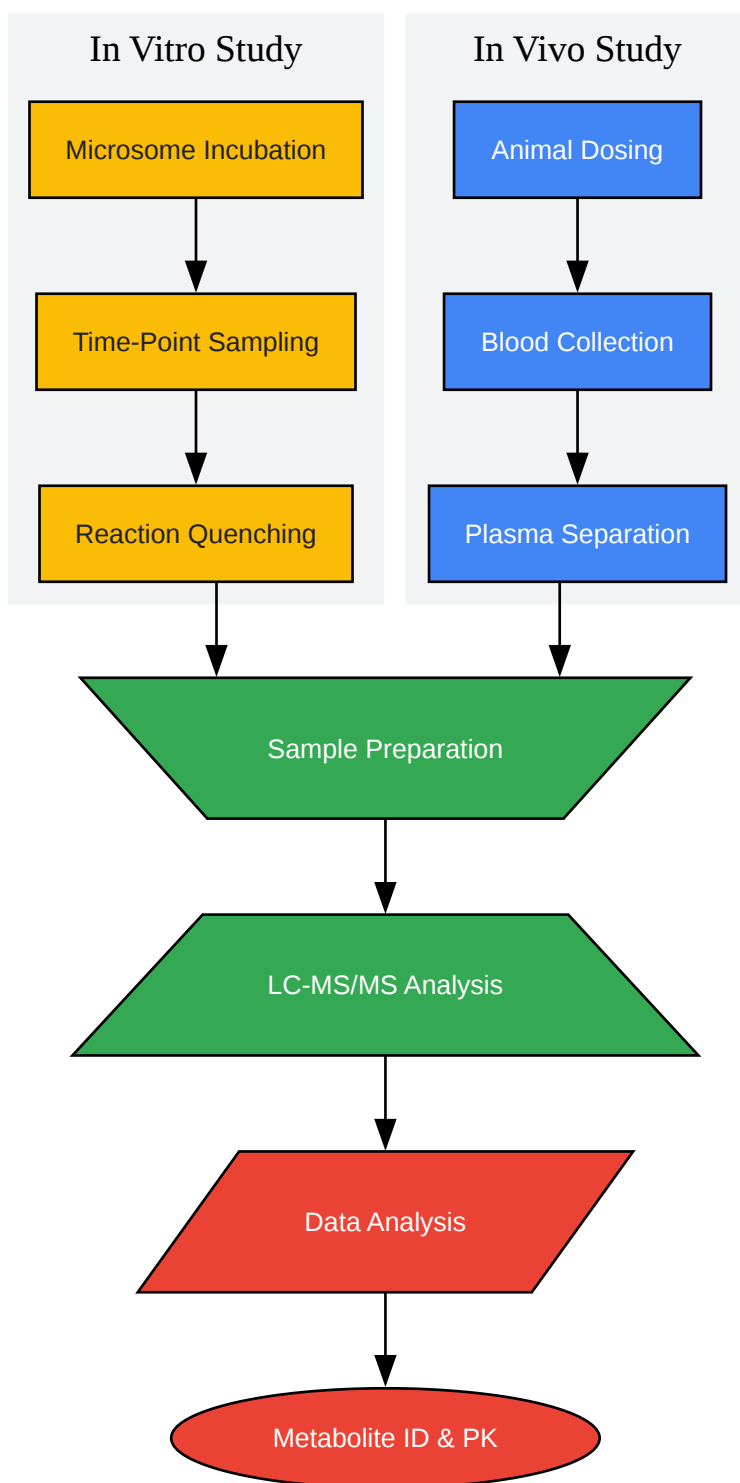 In Vitro Study
Microsome Incubation
Time-Point Sampling
Reaction Quenching
In Vivo Study
Animal Dosing
Blood Collection
Plasma Separation
Sample Preparation
LC-MS/MS Analysis
Data Analysis
Metabolite ID & PK